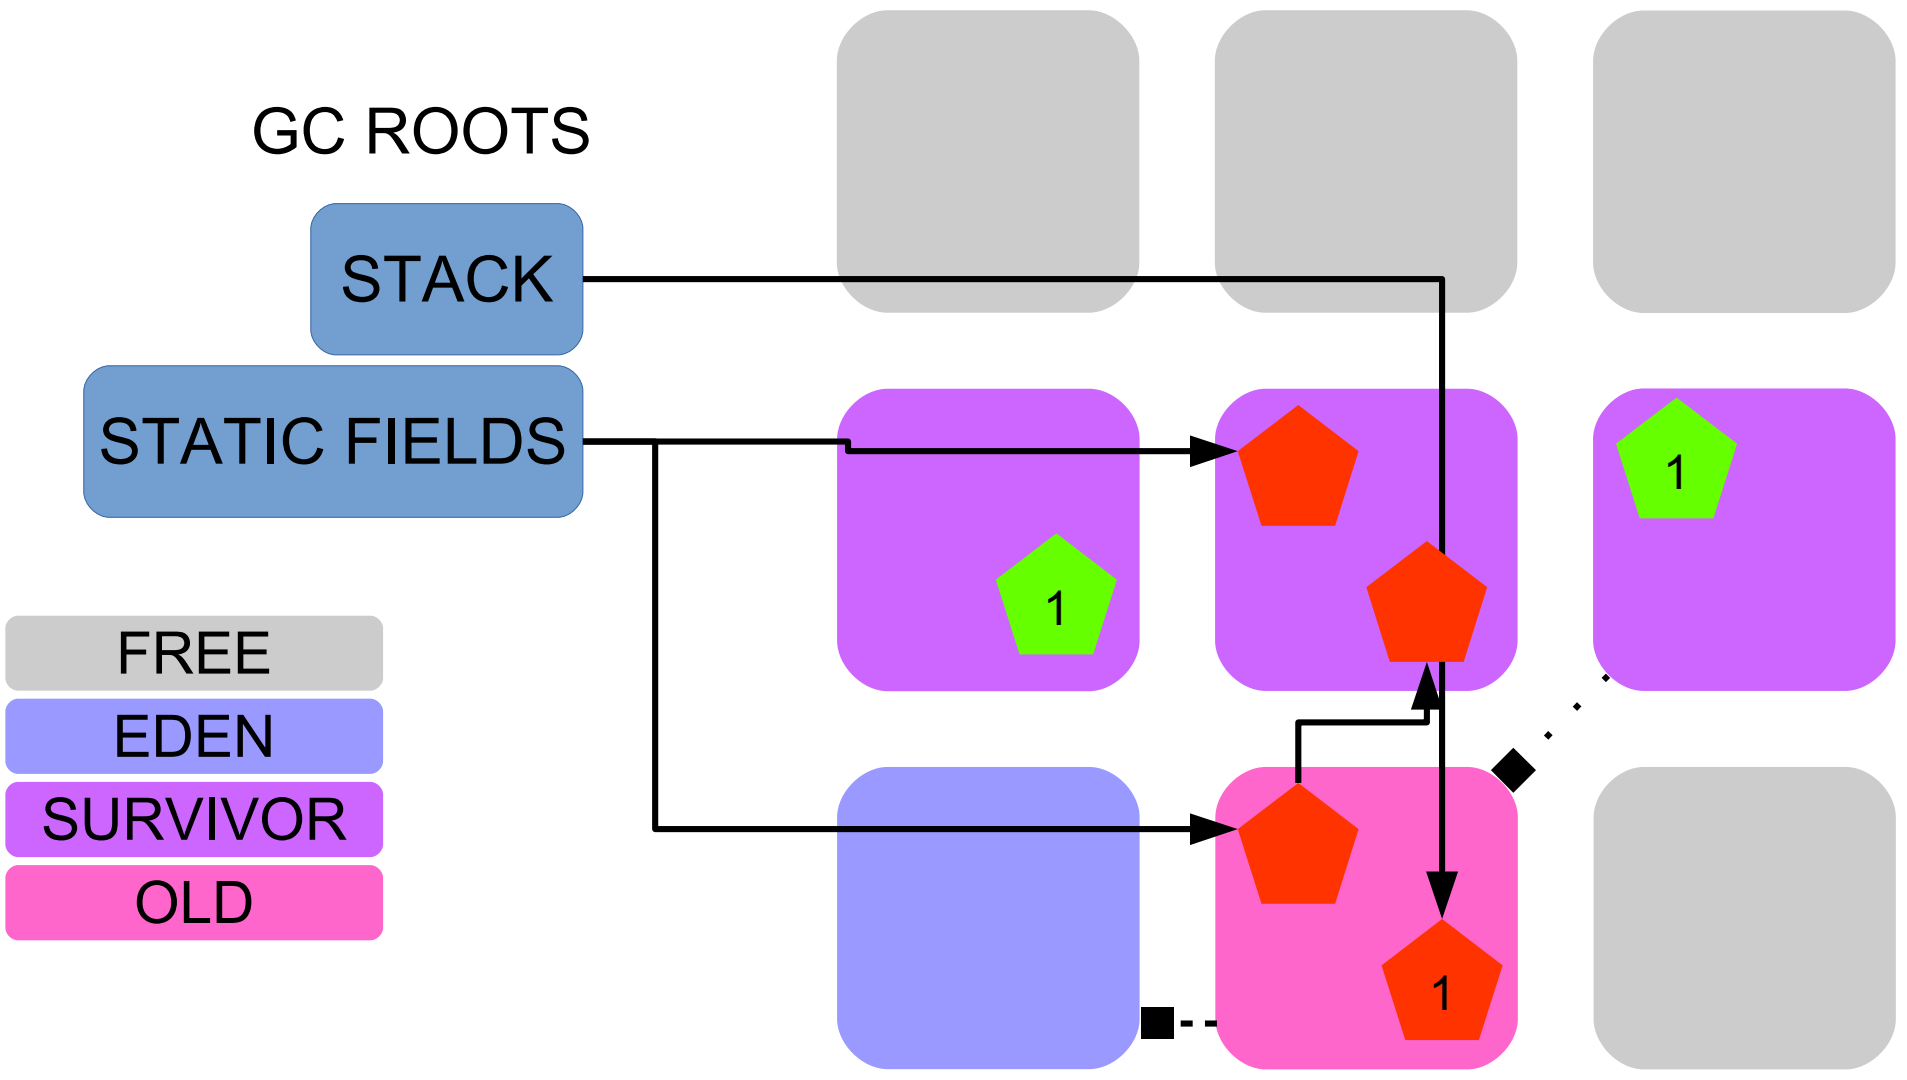 GC ROOTS
STACK
STATIC FIELDS
1
1
FREE
EDEN
SURVIVOR
OLD
1